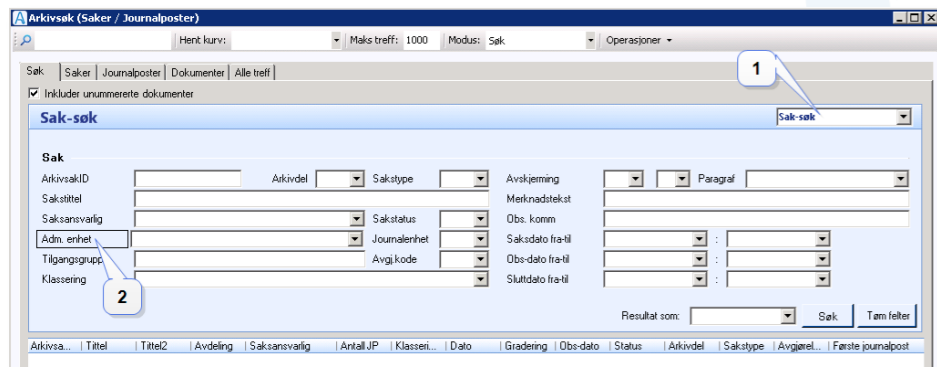 Arkivsøk (Saker / Journalposter)
Hent kurv: Maks treff: 1000 Modus: Søk Operasjoner
Søk Saker Journalposter Dokumenter Alle treff
1
Inkluder unummererte dokumenter
Sak-søk Sak-søk
Sak
ArkivsakID Arkivdel Sakstype Avskjerming Paragraf
Sakstittel Merknadstekst
Saksansvarlig Sakstatus Obs. komm
Adm. enhet Journalenhet Saksdato fra-til :
Tilgangsgrupp Avgj.kode Obs-dato fra-til :
Klassering Sluttdato fra-til :
2
Resultat som: Søk Tøm felter
Arkivsa... Tittel Tittel2 Avdeling Saksansvarlig Antall JP Klasseri... Dato Gradering Obs-dato Status Arkivdel Sakstype Avgjørel... Første journalpost